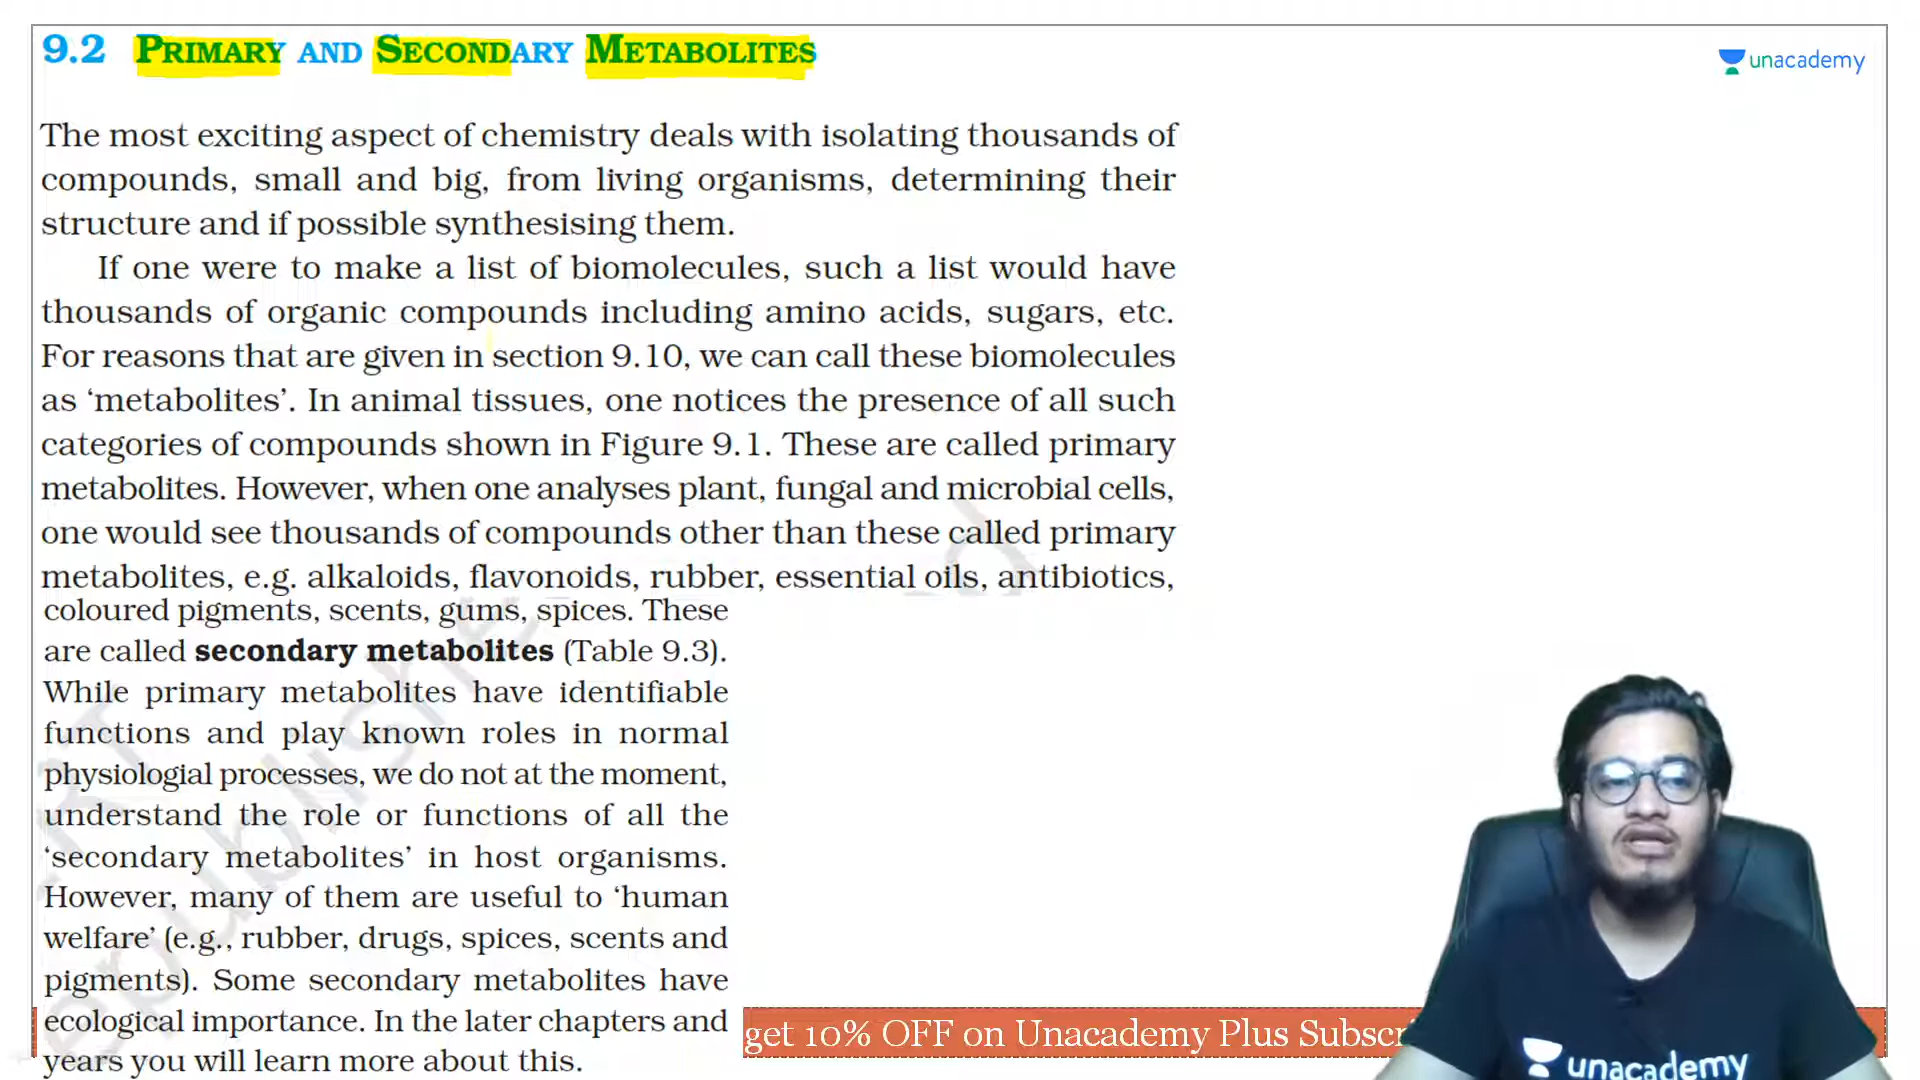 9.2 PRIMARY AND SECONDARY METABOLITES
unacademy
The most exciting aspect of chemistry deals with isolating thousands of
compounds, small and big, from living organisms, determining their
structure and if possible synthesising them.
If one were to make a list of biomolecules, such a list would have
thousands of organic compounds including amino acids, sugars, etc.
For reasons that are given in section 9.10, we can call these biomolecules
as ‘metabolites’. In animal tissues, one notices the presence of all such
categories of compounds shown in Figure 9.1. These are called primary
metabolites. However, when one analyses plant, fungal and microbial cells,
one would see thousands of compounds other than these called primary
metabolites, e.g. alkaloids, flavonoids, rubber, essential oils, antibiotics,
coloured pigments, scents, gums, spices. These
are called secondary metabolites (Table 9.3).
While primary metabolites have identifiable
functions and play known roles in normal
physiologial processes, we do not at the moment,
understand the role or functions of all the
‘secondary metabolites’ in host organisms.
However, many of them are useful to ‘human
welfare’ (e.g., rubber, drugs, spices, scents and
pigments). Some secondary metabolites have
ecological importance. In the later chapters and
years you will learn more about this.
get 10% OFF on Unacademy Plus
unacademy